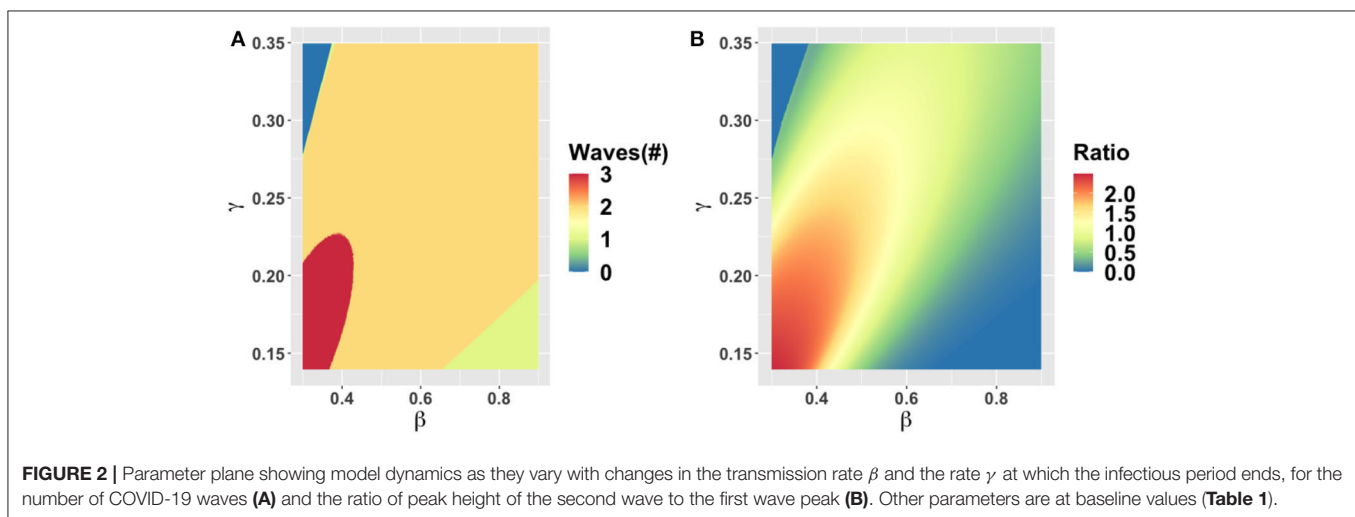 A
0.35
0.30
0.25
0.20
0.15
γ
0.4
0.6
0.8
β
Waves(#)
3
2
1
0
B
0.35
0.30
0.25
0.20
0.15
γ
0.4
0.6
0.8
β
Ratio
2.0
1.5
1.0
0.5
0.0
FIGURE 2 | Parameter plane showing model dynamics as they vary with changes in the transmission rate β and the rate γ at which the infectious period ends, for the
number of COVID-19 waves (A) and the ratio of peak height of the second wave to the first wave peak (B). Other parameters are at baseline values (Table 1).